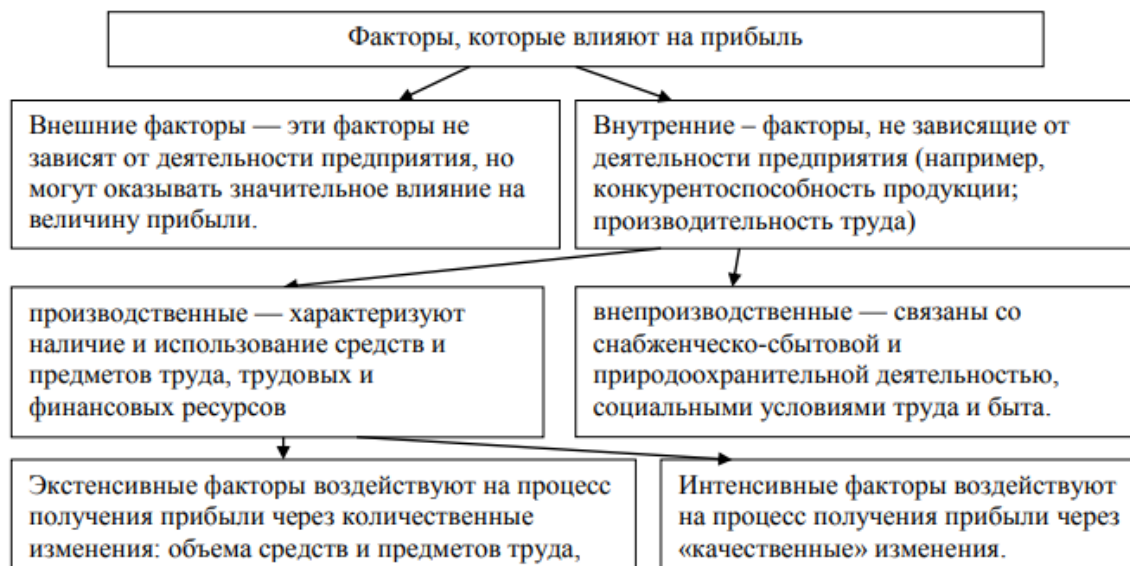 Факторы, которые влияют на прибыль
Внешние факторы — эти факторы не
зависят от деятельности предприятия, но
могут оказывать значительное влияние на
величину прибыли.
Внутренние – факторы, не зависящие от
деятельности предприятия (например,
конкурентоспособность продукции;
производительность труда)
производственные — характеризуют
наличие и использование средств и
предметов труда, трудовых и
финансовых ресурсов
внепроизводственные — связаны со
снабженческо-сбытовой и
природоохранительной деятельностью,
социальными условиями труда и быта.
Экстенсивные факторы воздействуют на процесс
получения прибыли через количественные
изменения: объема средств и предметов труда,
Интенсивные факторы воздействуют
на процесс получения прибыли через
«качественные» изменения.